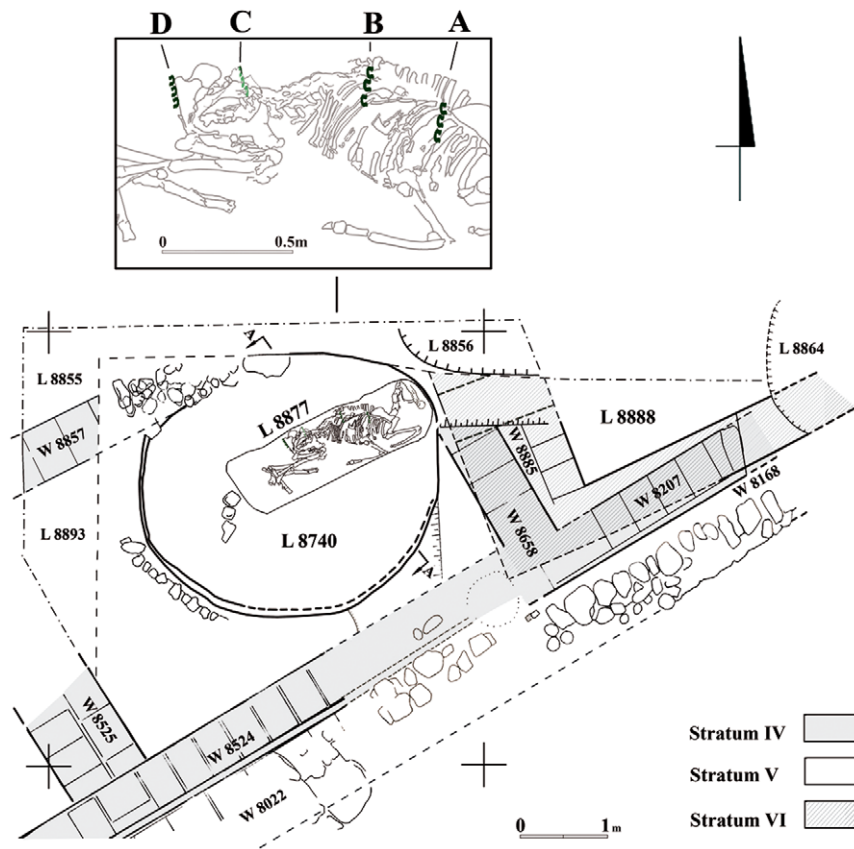 D C B A
0 0.5m
A
L 8856
L 8864
L 8855
L 8877
L 8888
W 8857
W 8885
W 8207
W 8168
L 8893
L 8740
W 8658
A
W 8525
W 8524
W 8022
Stratum IV
Stratum V
Stratum VI
0 1m